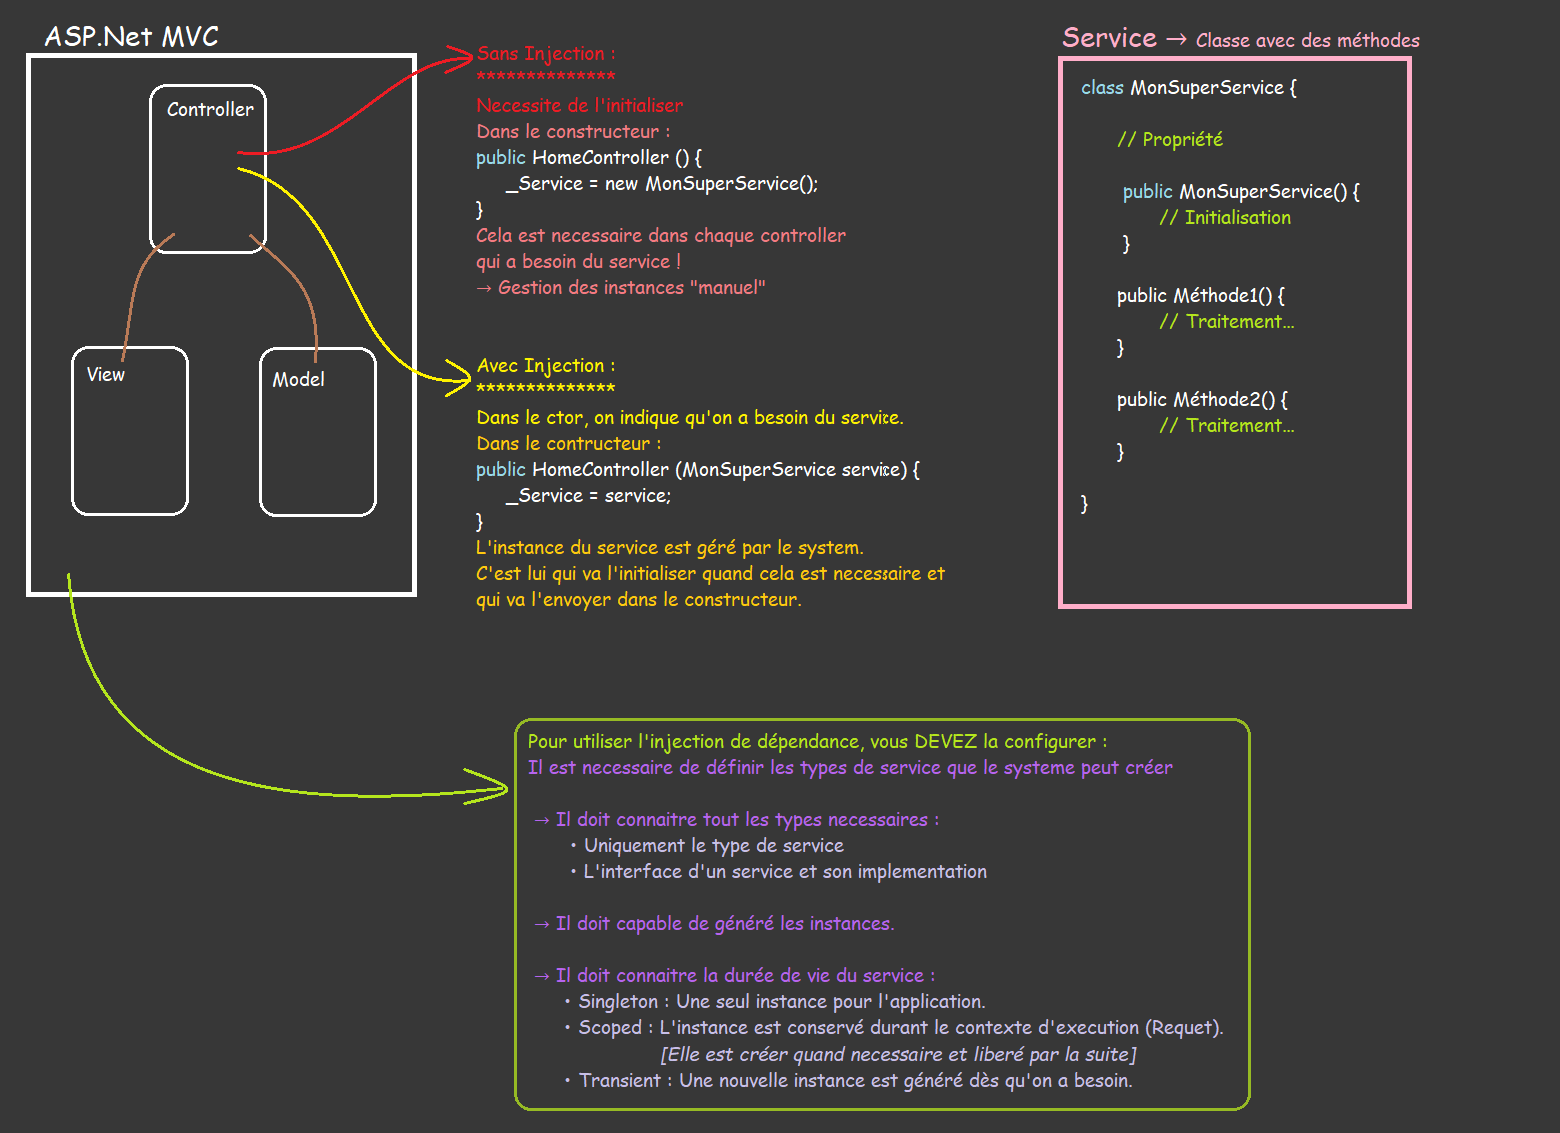 ASP.Net MVC
Controller
View
Model
Sans Injection :
**************
Necessite de l'initialiser
Dans le constructeur :
public HomeController () {
_Service = new MonSuperService();
}
Cela est necessaire dans chaque controller
qui a besoin du service !
→ Gestion des instances "manuel"
Avec Injection :
**************
Dans le ctor, on indique qu'on a besoin du service.
Dans le contructeur :
public HomeController (MonSuperService service) {
_Service = service;
}
L'instance du service est géré par le system.
C'est lui qui va l'initialiser quand cela est necessaire et
qui va l'envoyer dans le constructeur.
Service → Classe avec des méthodes
class MonSuperService {
// Propriété
public MonSuperService() {
// Initialisation
}
public Méthode1() {
// Traitement...
}
public Méthode2() {
// Traitement...
}
}
Pour utiliser l'injection de dépendance, vous DEVEZ la configurer :
Il est necessaire de définir les types de service que le systeme peut créer
→ Il doit connaitre tout les types necessaires :
• Uniquement le type de service
• L'interface d'un service et son implementation
→ Il doit capable de généré les instances.
→ Il doit connaitre la durée de vie du service :
• Singleton : Une seul instance pour l'application.
• Scoped : L'instance est conservé durant le contexte d'execution (Requet).
[Elle est créer quand necessaire et liberé par la suite]
• Transient : Une nouvelle instance est généré dès qu'on a besoin.